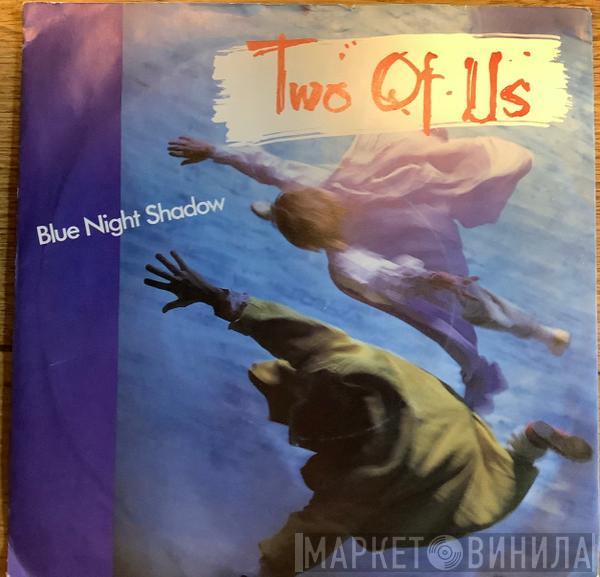 Two Of Us
Blue Night Shadow
МАРКЕТ ВИНИЛА